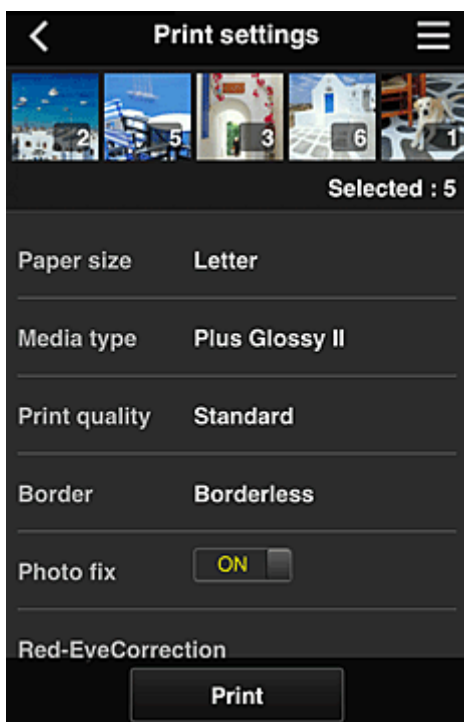 Print settings
2 5 3 6 1
Selected : 5
Paper size Letter
Media type Plus Glossy II
Print quality Standard
Border Borderless
Photo fix ON
Red-EyeCorrection
Print